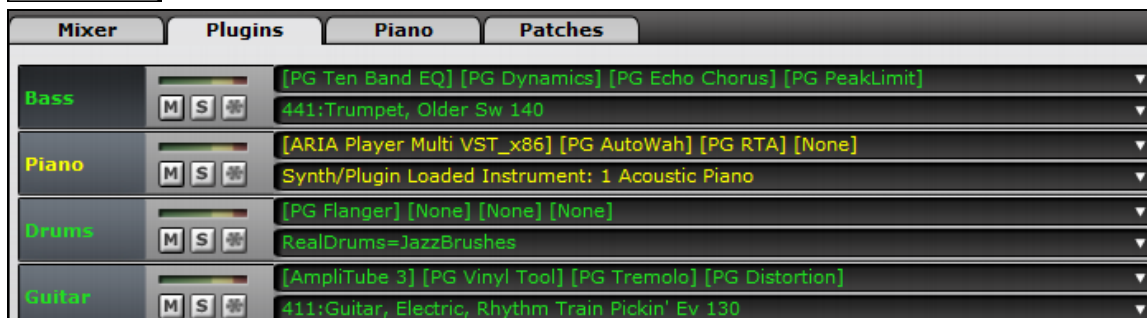 Mixer Plugins Piano Patches
Bass
[PG Ten Band EQ] [PG Dynamics] [PG Echo Chorus] [PG PeakLimit]
M S
441:Trumpet, Older Sw 140
Piano
[ARIA Player Multi VST_x86] [PG AutoWah] [PG RTA] [None]
M S
Synth/Plugin Loaded Instrument: 1 Acoustic Piano
Drums
[PG Flanger] [None] [None] [None]
M S
RealDrums=JazzBrushes
Guitar
[AmpliTube 3] [PG Vinyl Tool] [PG Tremolo] [PG Distortion]
M S
411:Guitar, Electric, Rhythm Train Pickin' Ev 130